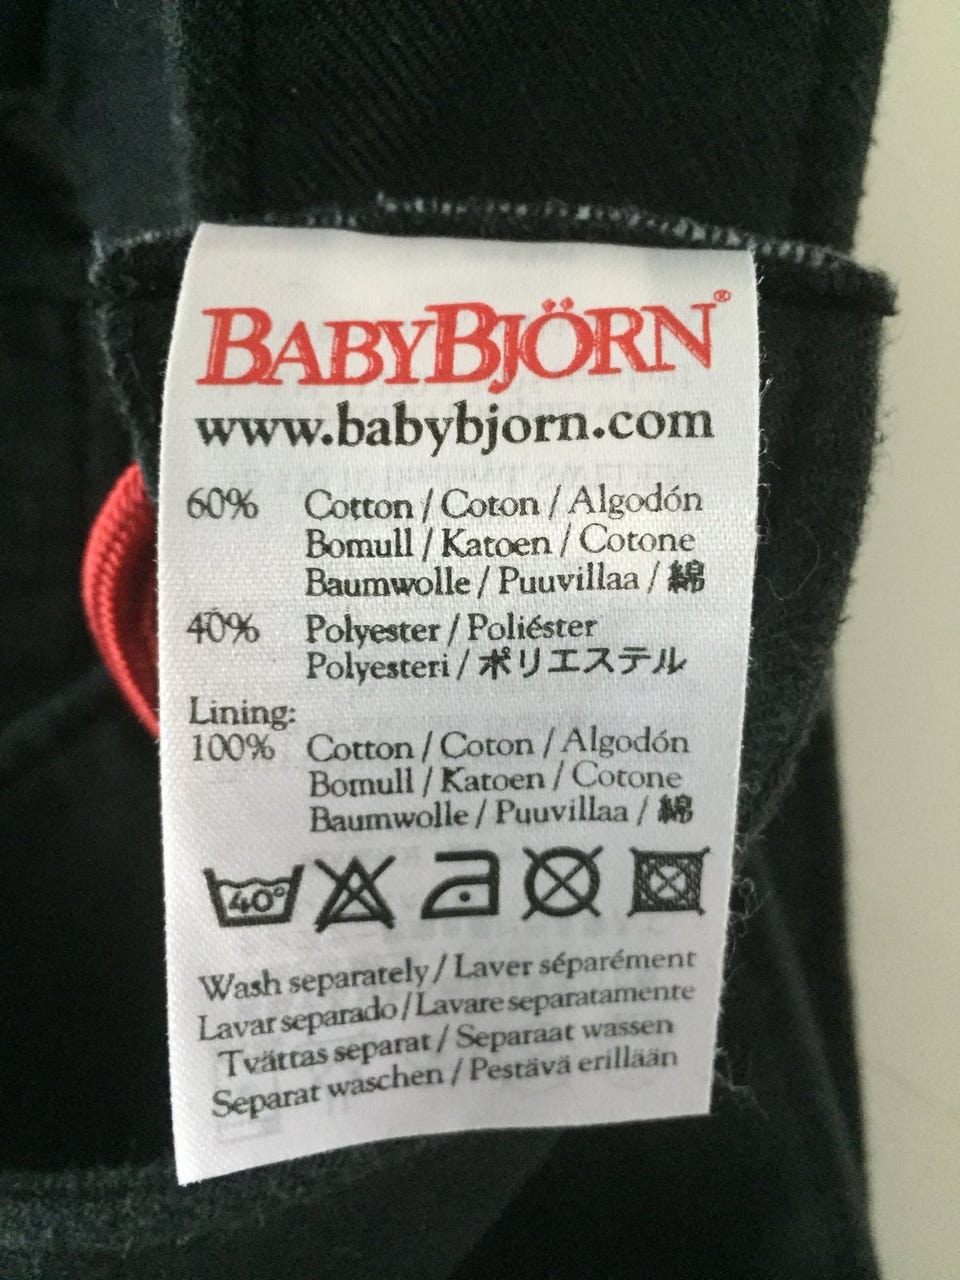 BABYBJÖRN®
www.babybjorn.com
60% Cotton / Coton / Algodón
Bomull / Katoen / Cotone
Baumwolle / Puuvillaa / 綿
40% Polyester / Poliéster
Polyesteri / ポリエステル
Lining:
100% Cotton / Coton / Algodón
Bomull / Katoen / Cotone
Baumwolle / Puuvillaa / 綿
40°
Wash separately / Laver séparément
Lavar separado / Lavare separatamente
Tvättas separat / Separaat wassen
Separat waschen / Pestävä erillään